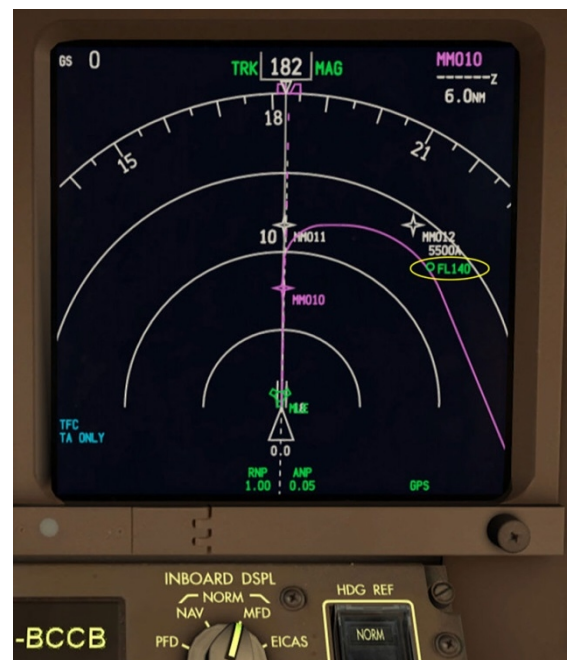 GS 0
TRK 182 MAG
MM010
------Z
6.0NM
15
18
21
10
MM011
MM012
5500A
FL140
MM010
TFC
TA ONLY
0.0
RNP
1.00
ANP
0.05
GPS
INBOARD DSPL
NORM
NAV
MFD
PFD
EICAS
HDG REF
NORM
-BCCB